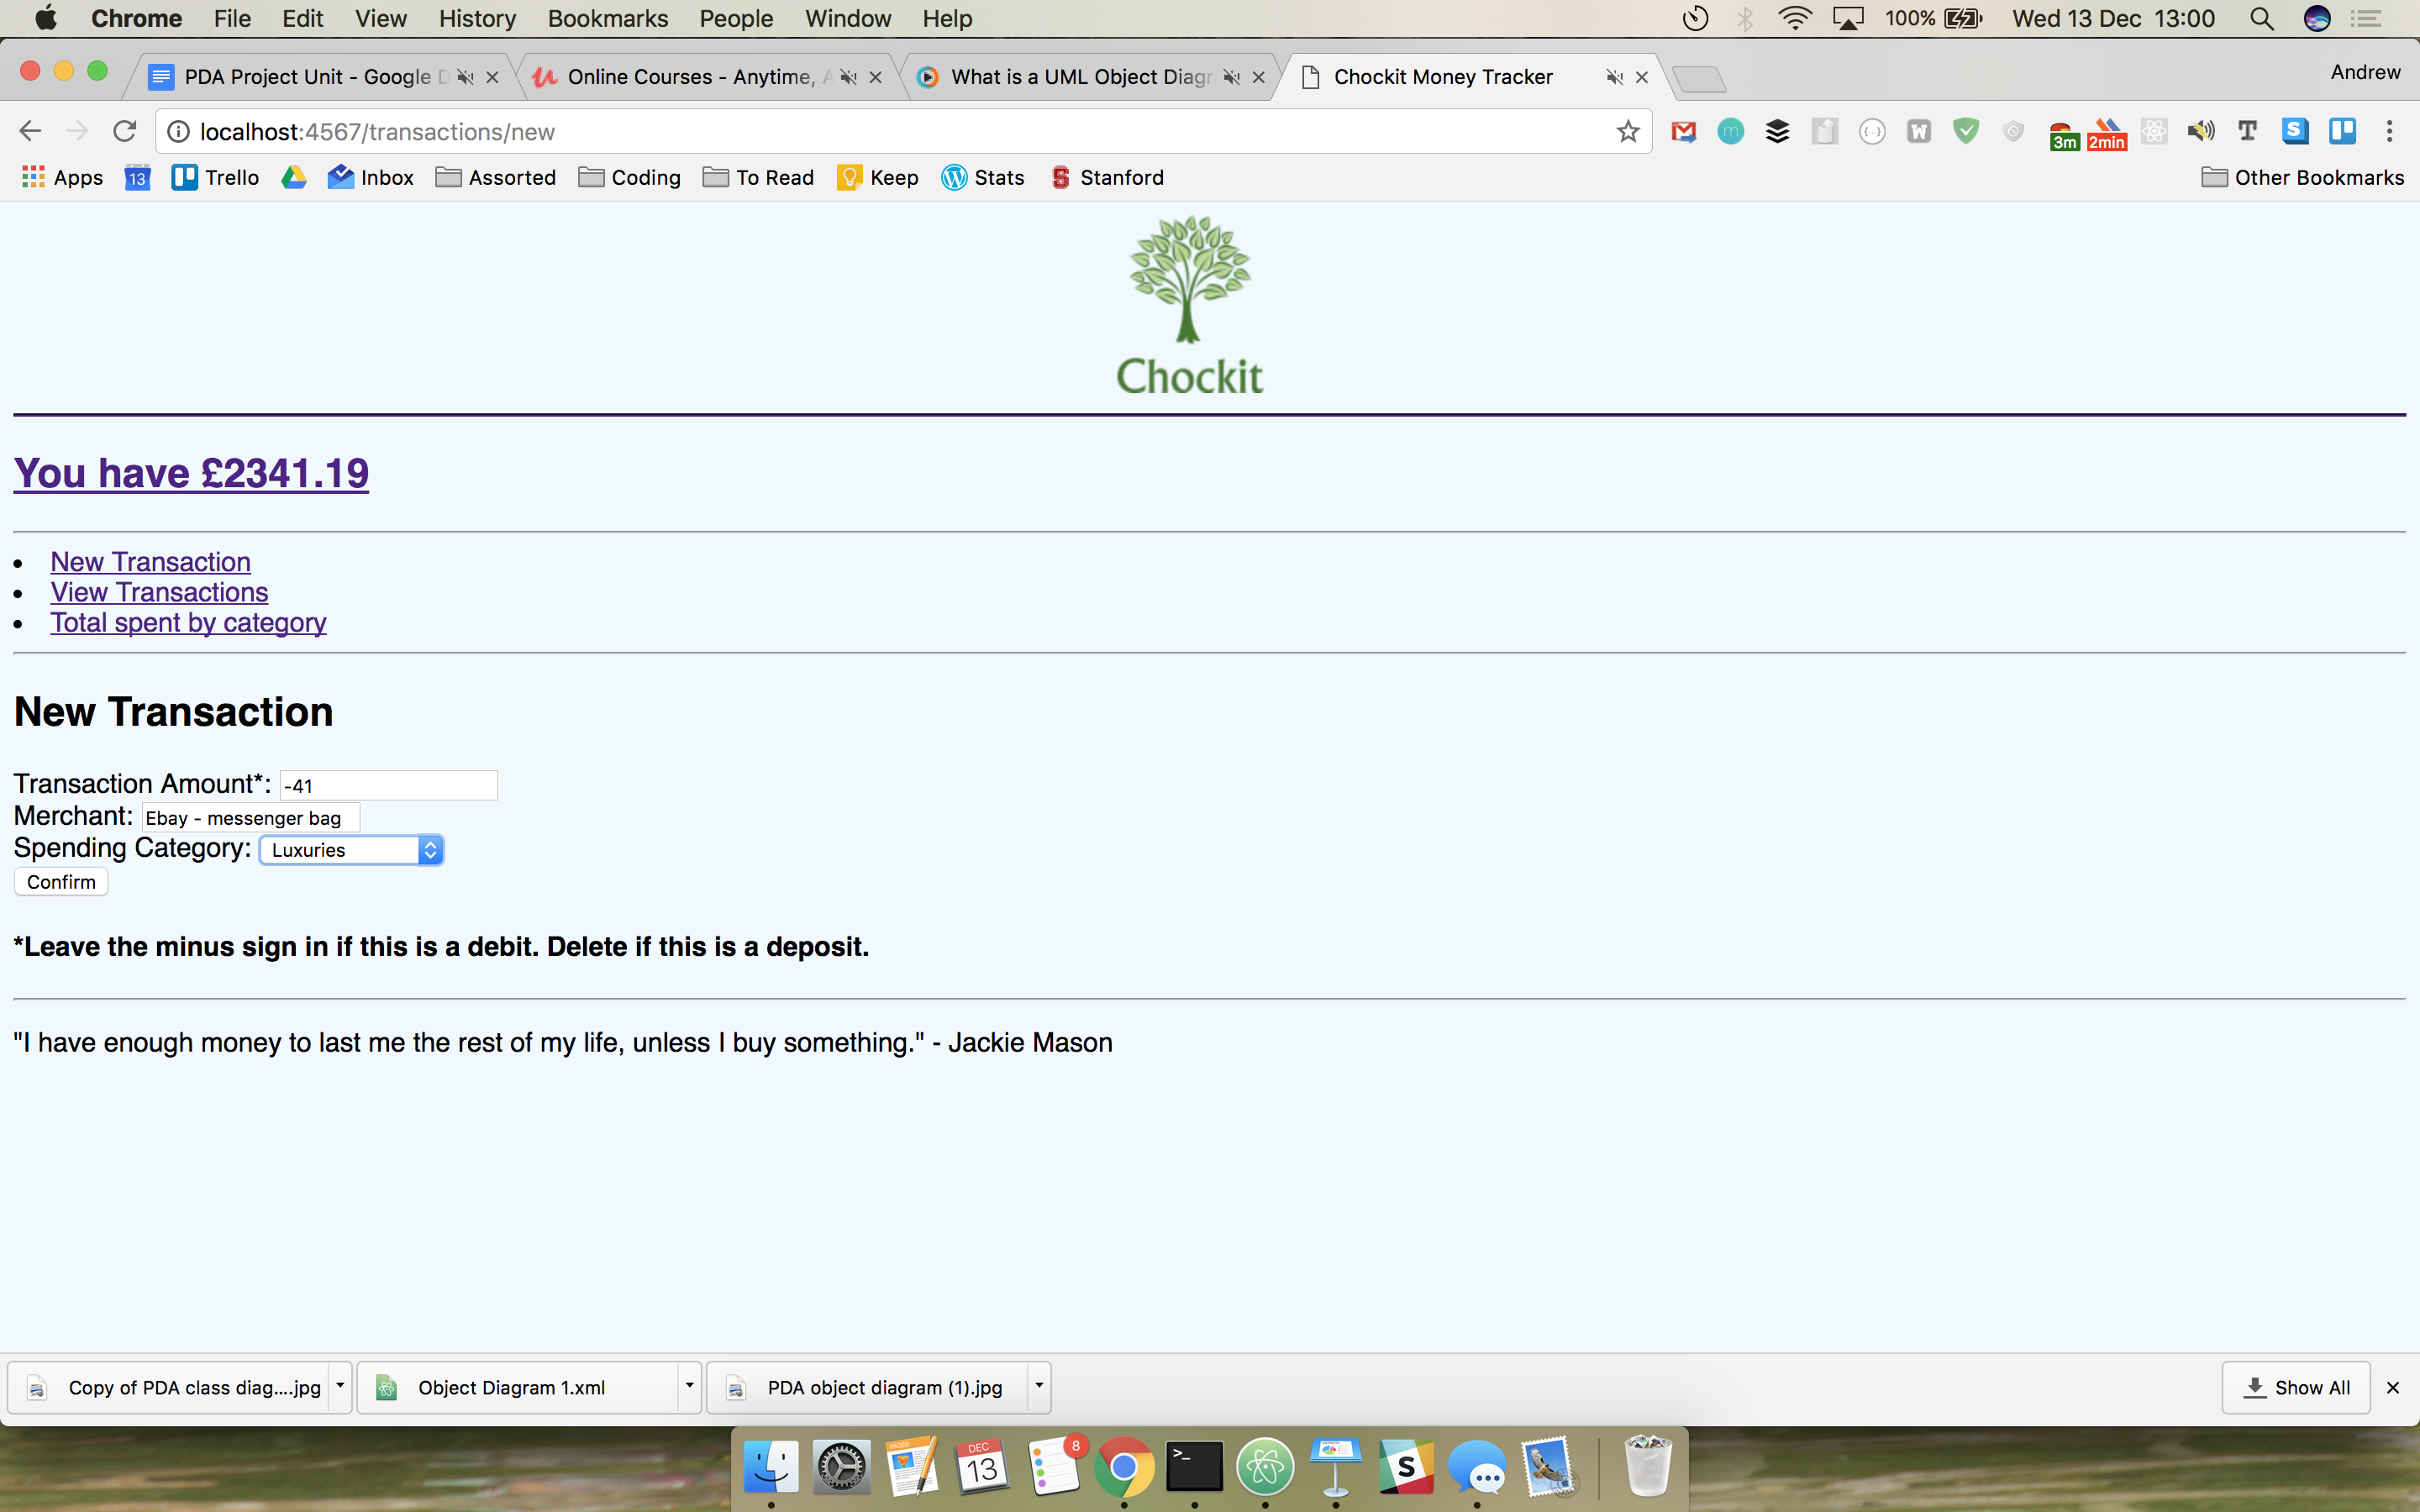 Chrome File Edit View History Bookmarks People Window Help 100% Wed 13 Dec 13:00
PDA Project Unit - Google D Online Courses - Anytime, A What is a UML Object Diagr Chockit Money Tracker Andrew
localhost:4567/transactions/new m {...} W 3m 2min T S
Apps 13 Trello Inbox Assorted Coding To Read Keep Stats S Stanford Other Bookmarks
Chockit
You have £2341.19
New Transaction
View Transactions
Total spent by category
New Transaction
Transaction Amount*: -41
Merchant: Ebay - messenger bag
Spending Category: Luxuries
Confirm
*Leave the minus sign in if this is a debit. Delete if this is a deposit.
"I have enough money to last me the rest of my life, unless I buy something." - Jackie Mason
Copy of PDA class diag....jpg Object Diagram 1.xml PDA object diagram (1).jpg Show All
PAGES DEC 13 8 >_ S